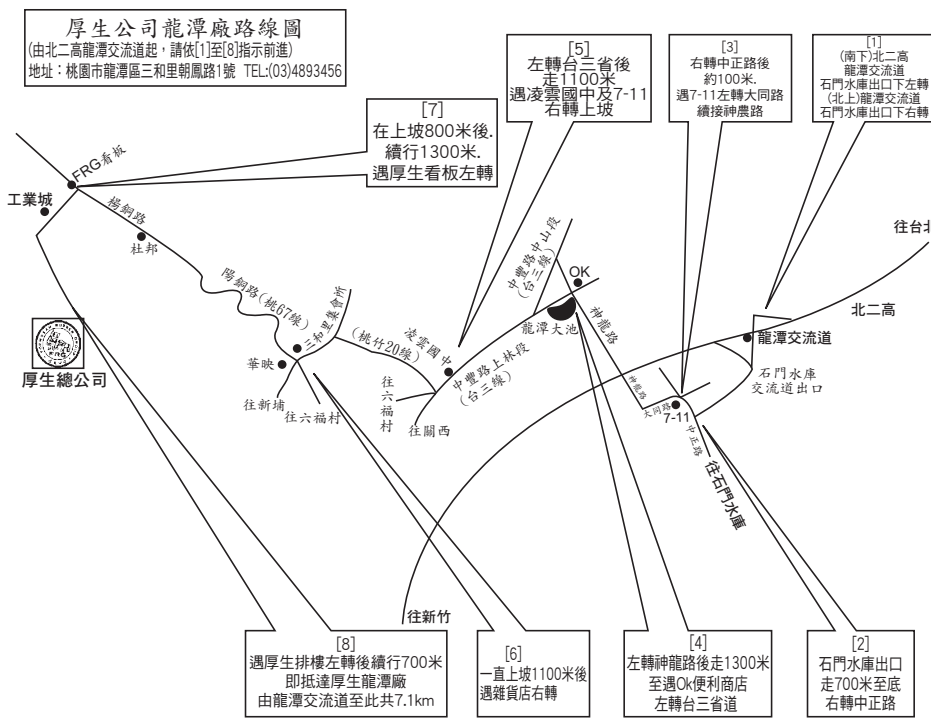 厚生公司龍潭廠路線圖
(由北二高龍潭交流道起，請依[1]至[8]指示前進)
地址：桃園市龍潭區三和里朝鳳路1號 TEL:(03)4893456
[7]
在上坡800米後.
續行1300米.
遇厚生看板左轉
[5]
左轉台三省後
走1100米
遇凌雲國中及7-11
右轉上坡
[3]
右轉中正路後
約100米.
遇7-11左轉大同路
續接神農路
[1]
(南下)北二高
龍潭交流道
石門水庫出口下左轉
(北上)龍潭交流道
石門水庫出口下右轉
FRG看板
工業城
楊銅路
杜邦
陽銅路(桃67線)
三和里集會所
華映
往新埔
往六福村
(桃竹20線)
往六福村
凌雲國中
往關西
中豐路上林段
(台三線)
中豐路中山段
(台三線)
OK
龍潭大池
神龍路
神龍路
大同路
7-11
中正路
往石門水庫
往台北
北二高
龍潭交流道
石門水庫
交流道出口
往新竹
厚生總公司
[8]
遇厚生排樓左轉後續行700米
即抵達厚生龍潭廠
由龍潭交流道至此共7.1km
[6]
一直上坡1100米後
遇雜貨店右轉
[4]
左轉神龍路後走1300米
至遇Ok便利商店
左轉台三省道
[2]
石門水庫出口
走700米至底
右轉中正路